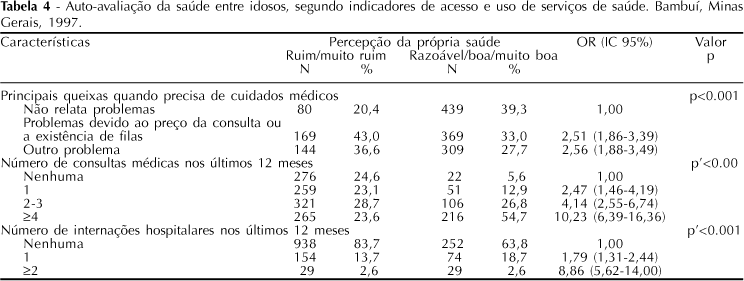 Tabela 4 - Auto-avaliação da saúde entre idosos, segundo indicadores de acesso e uso de serviços de saúde. Bambuí, Minas
Gerais, 1997.
Características Percepção da própria saúde OR (IC 95%) Valor
Ruim/muito ruim Razoável/boa/muito boa p
N % N %
Principais queixas quando precisa de cuidados médicos p<0.001
Não relata problemas 80 20,4 439 39,3 1,00
Problemas devido ao preço da consulta ou
a existência de filas 169 43,0 369 33,0 2,51 (1,86-3,39)
Outro problema 144 36,6 309 27,7 2,56 (1,88-3,49)
Número de consultas médicas nos últimos 12 meses p’<0.00
Nenhuma 276 24,6 22 5,6 1,00
1 259 23,1 51 12,9 2,47 (1,46-4,19)
2-3 321 28,7 106 26,8 4,14 (2,55-6,74)
≥4 265 23,6 216 54,7 10,23 (6,39-16,36)
Número de internações hospitalares nos últimos 12 meses p’<0.001
Nenhuma 938 83,7 252 63,8 1,00
1 154 13,7 74 18,7 1,79 (1,31-2,44)
≥2 29 2,6 29 2,6 8,86 (5,62-14,00)